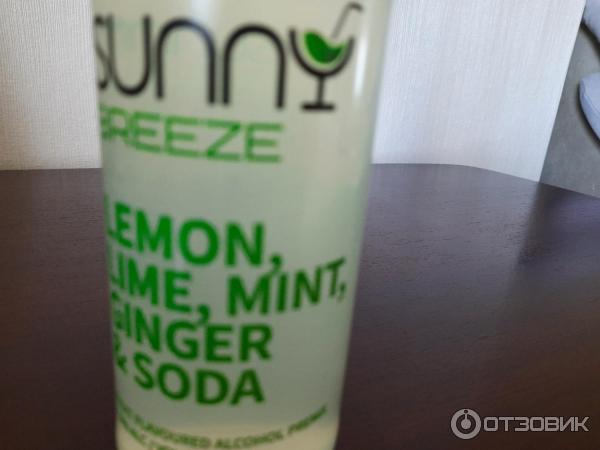 SUNNY
BREEZE
LEMON,
LIME, MINT,
GINGER
& SODA
FLAVOURED ALCOHOL
ОТЗОВИК